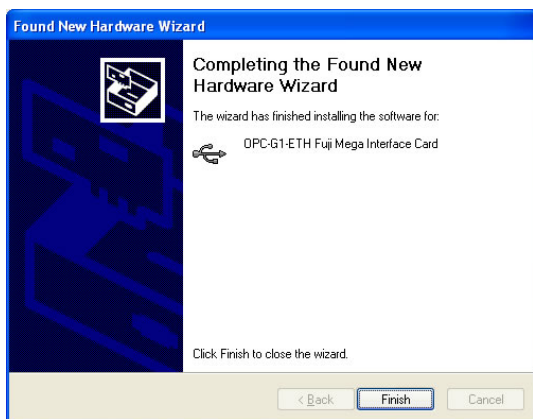 Found New Hardware Wizard
Completing the Found New
Hardware Wizard
The wizard has finished installing the software for:
OPC-G1-ETH Fuji Mega Interface Card
Click Finish to close the wizard.
< Back
Finish
Cancel